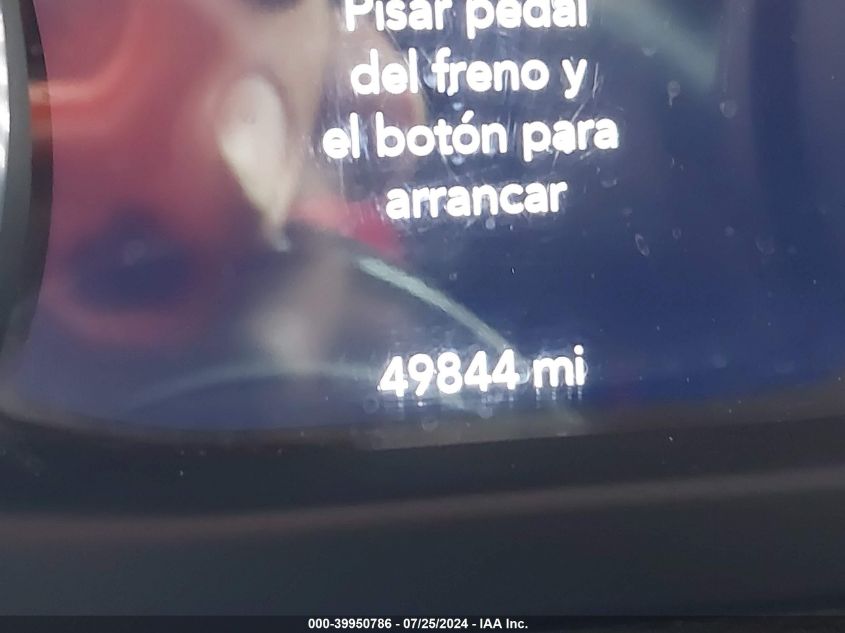 Pisar pedal
del freno y
el botón para
arrancar
49844 mi
000-39950786 - 07/25/2024 - IAA Inc.